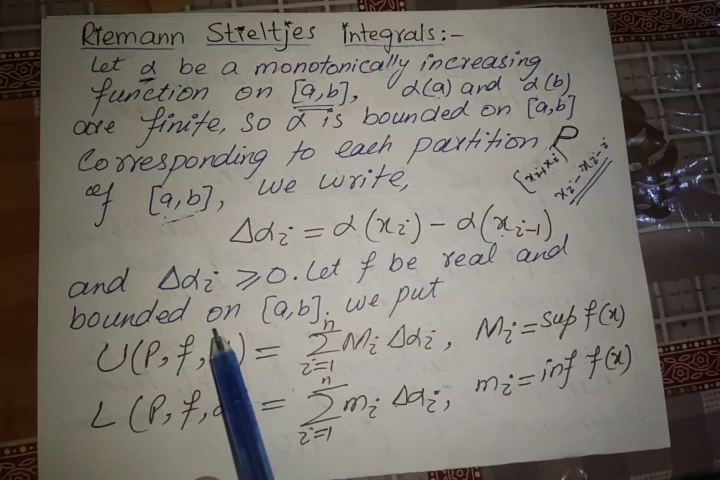 Riemann Stieltjes Integrals:-
Let α be a monotonically increasing
function on [a,b], α(a) and α(b)
are finite, so α is bounded on [a,b]
Corresponding to each partition P
of [a,b], we write,
[xi-1, xi]
xi - xi-1
Δαi = α(xi) - α(xi-1)
and Δαi ≥ 0. Let f be real and
bounded on [a,b]. we put
U(P,f, ) = Σ i=1 n Mi Δαi, Mi = sup f(x)
L(P,f,α = Σ i=1 n mi Δαi, mi = inf f(x)